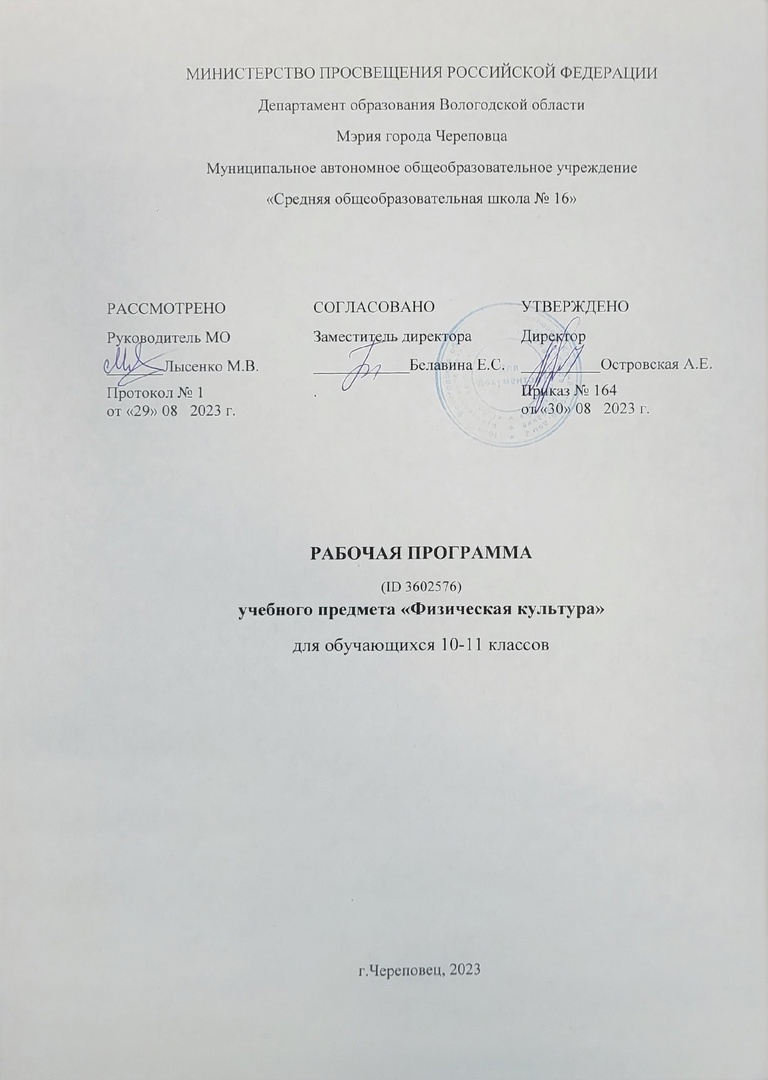 МИНИСТЕРСТВО ПРОСВЕЩЕНИЯ РОССИЙСКОЙ ФЕДЕРАЦИИ
Департамент образования Вологодской области
Мэрия города Череповца
Муниципальное автономное общеобразовательное учреждение
«Средняя общеобразовательная школа № 16»
РАССМОТРЕНО
Руководитель МО
Лысенко М.В.
Протокол № 1
от «29» 08 2023 г.
СОГЛАСОВАНО
Заместитель директора
Белавина Е.С.
.
УТВЕРЖДЕНО
Директор
Островская А.Е.
Приказ № 164
от «30» 08 2023 г.
РАБОЧАЯ ПРОГРАММА
(ID 3602576)
учебного предмета «Физическая культура»
для обучающихся 10-11 классов
г.Череповец, 2023